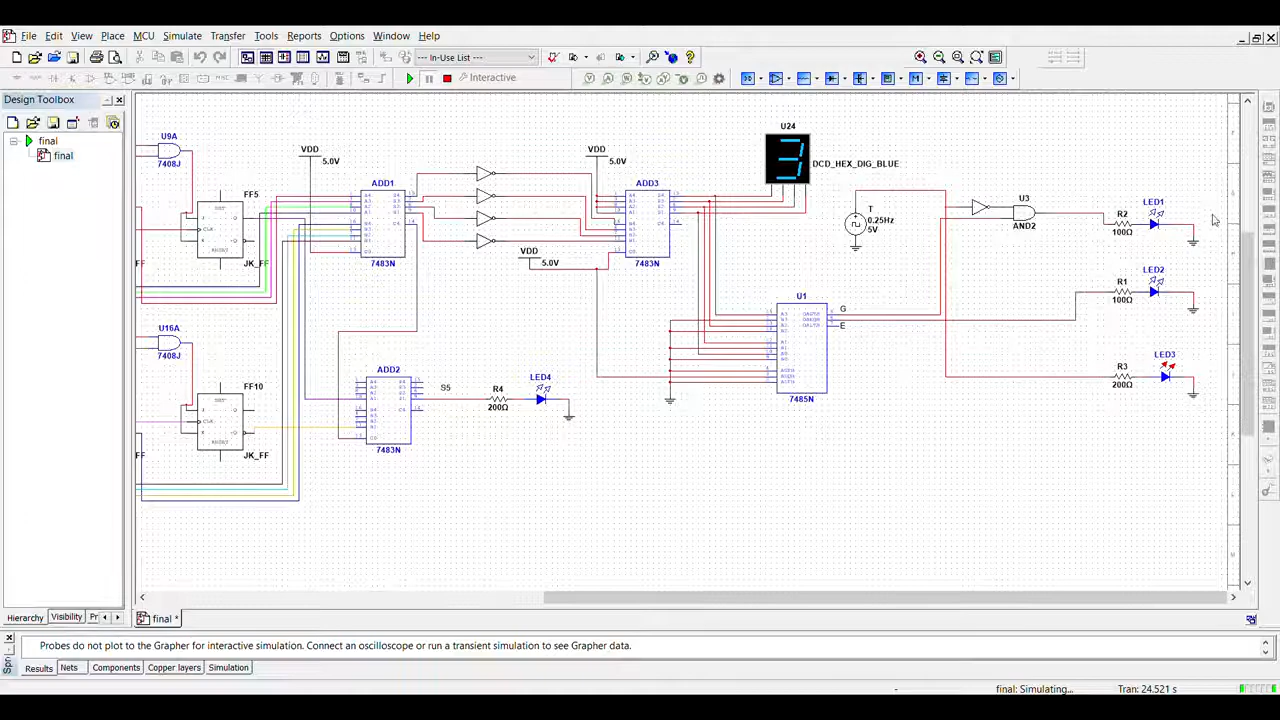 File Edit View Place MCU Simulate Transfer Tools Reports Options Window Help
--- In-Use List ---
Interactive
Design Toolbox
final
final
U9A
7408J
FF5
JK_FF
VDD
5.0V
ADD1
7483N
VDD
5.0V
VDD
5.0V
ADD3
7483N
U24
3
DCD_HEX_DIG_BLUE
T
0.25Hz
5V
U3
AND2
R2
100Ω
LED1
R1
100Ω
LED2
R3
200Ω
LED3
U1
G
E
7485N
U16A
7408J
FF10
JK_FF
FF
FF
ADD2
7483N
S5
R4
200Ω
LED4
Hierarchy Visibility Pr
final *
Probes do not plot to the Grapher for interactive simulation. Connect an oscilloscope or run a transient simulation to see Grapher data.
Results Nets Components Copper layers Simulation
- final: Simulating... Tran: 24.521 s